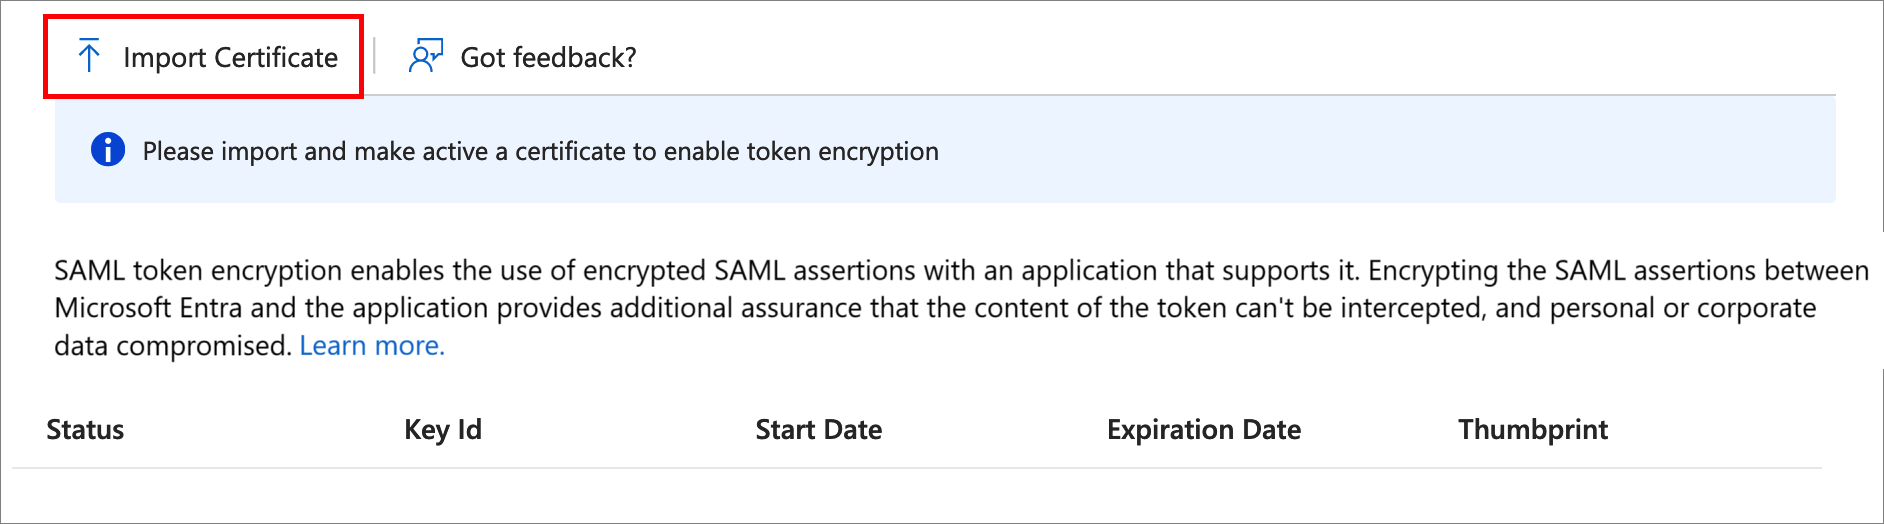 Import Certificate
Got feedback?
Please import and make active a certificate to enable token encryption
SAML token encryption enables the use of encrypted SAML assertions with an application that supports it. Encrypting the SAML assertions between
Microsoft Entra and the application provides additional assurance that the content of the token can't be intercepted, and personal or corporate
data compromised. Learn more.
Status Key Id Start Date Expiration Date Thumbprint